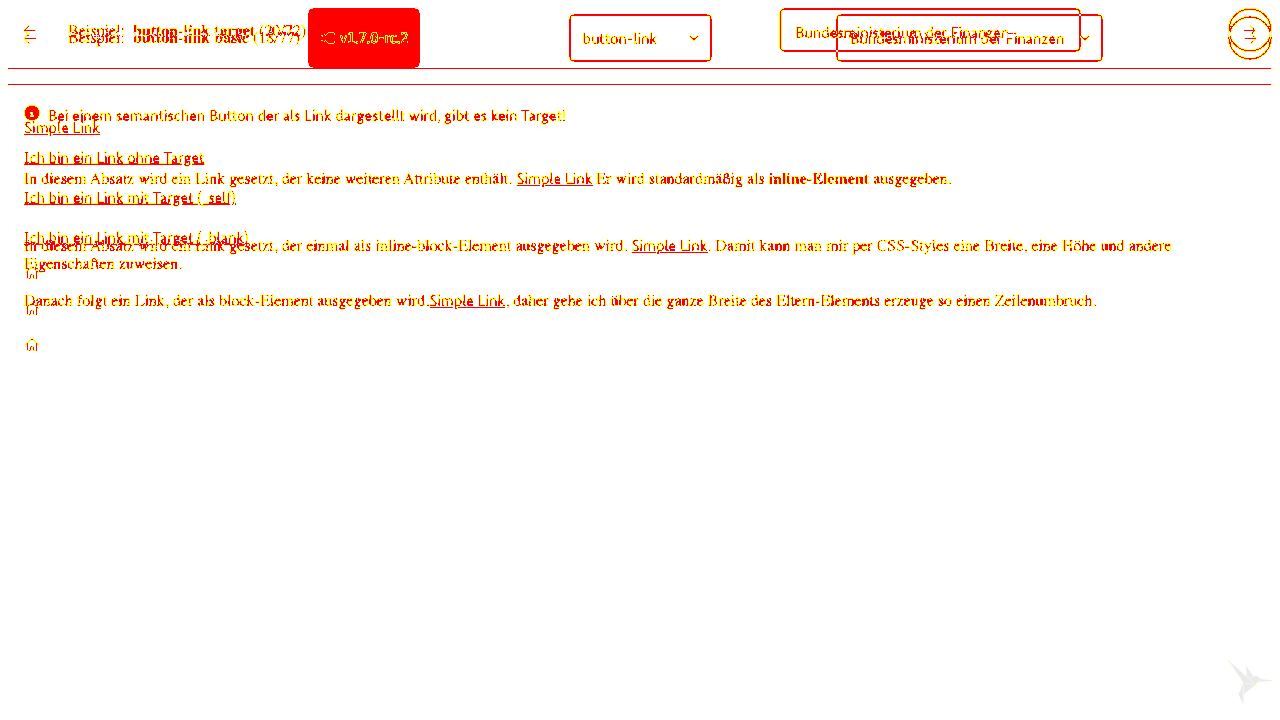 Beispiel: button-link target (20/72)
Beispiel: button-link basic (18/77)
v1.7.0-rc.2
button-link
Bundesministerium der Finanzen
Bundesministerium der Finanzen
Bei einem semantischen Button der als Link dargestellt wird, gibt es kein Target!
Simple Link
Ich bin ein Link ohne Target
In diesem Absatz wird ein Link gesetzt, der keine weiteren Attribute enthält. Simple Link Er wird standardmäßig als inline-Element ausgegeben.
Ich bin ein Link mit Target (_self)
Ich bin ein Link mit Target (_blank)
In diesem Absatz wird ein Link gesetzt, der einmal als inline-block-Element ausgegeben wird. Simple Link. Damit kann man mir per CSS-Styles eine Breite, eine Höhe und andere
Eigenschaften zuweisen.
Danach folgt ein Link, der als block-Element ausgegeben wird.Simple Link, daher gehe ich über die ganze Breite des Eltern-Elements erzeuge so einen Zeilenumbruch.